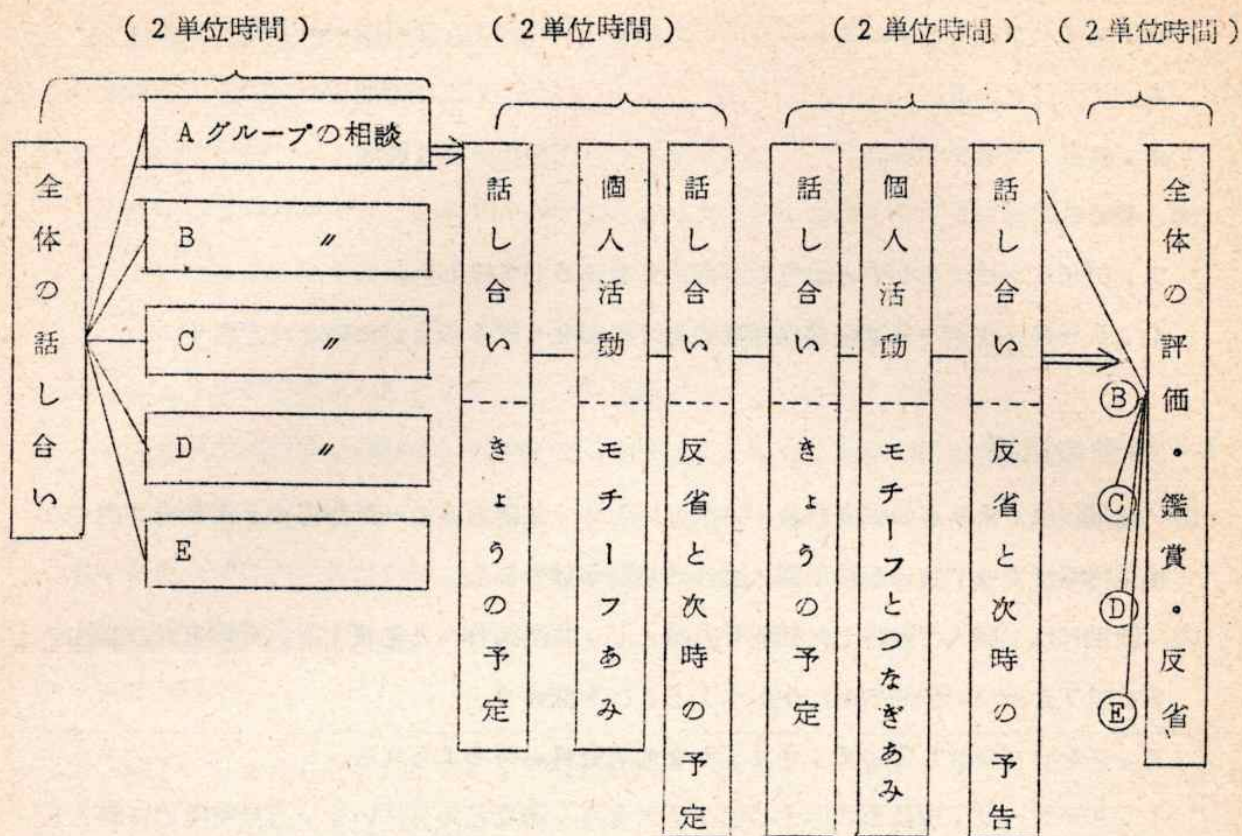 （2単位時間）
（2単位時間）
（2単位時間）
（2単位時間）
全体の話し合い
Aグループの相談
B 〃
C 〃
D 〃
E
話し合い
きょうの予定
個人活動
モチーフあみ
話し合い
反省と次時の予定
話し合い
きょうの予定
個人活動
モチーフとつなぎあみ
話し合い
反省と次時の予告
Ⓑ
Ⓒ
Ⓓ
Ⓔ
全体の評価・鑑賞・反省